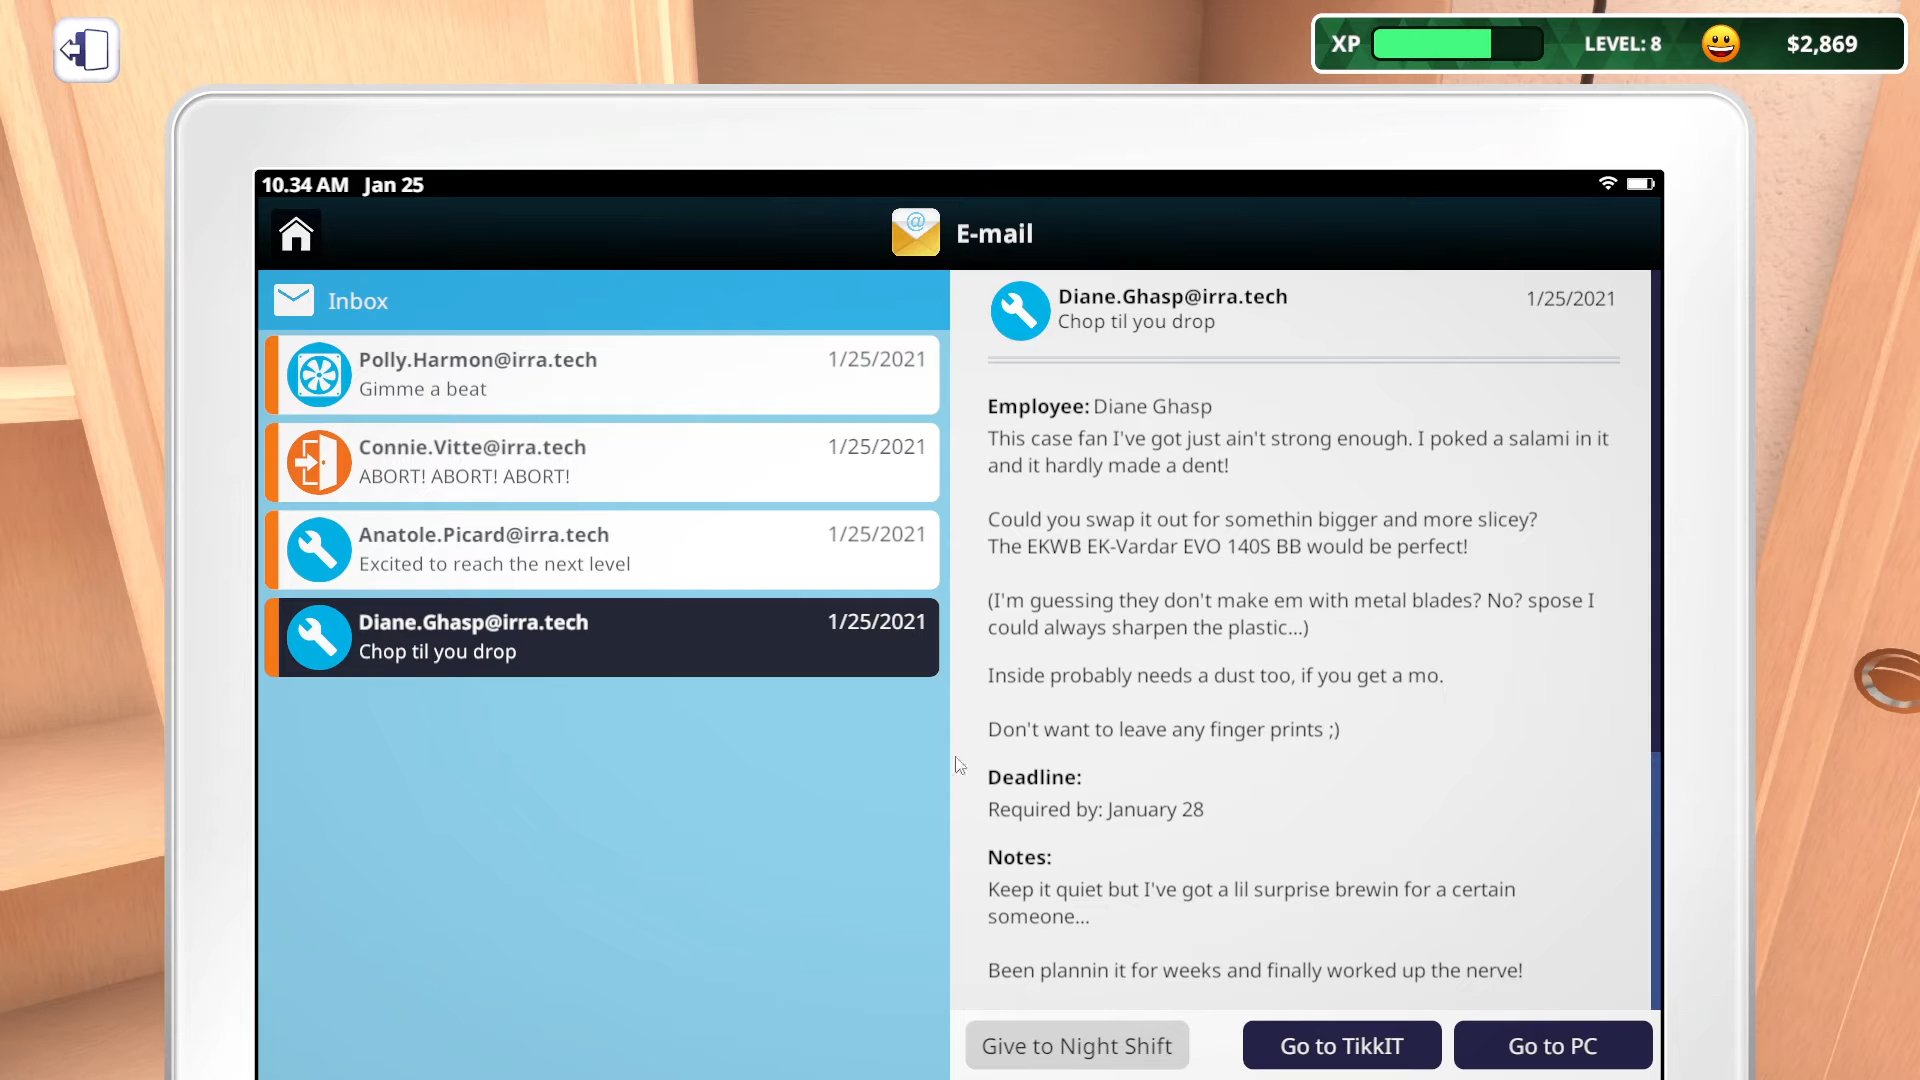 XP
LEVEL: 8
$2,869
10.34 AM Jan 25
E-mail
Inbox
Polly.Harmon@irra.tech
1/25/2021
Gimme a beat
Connie.Vitte@irra.tech
1/25/2021
ABORT! ABORT! ABORT!
Anatole.Picard@irra.tech
1/25/2021
Excited to reach the next level
Diane.Ghasp@irra.tech
1/25/2021
Chop til you drop
Diane.Ghasp@irra.tech
1/25/2021
Chop til you drop
Employee: Diane Ghasp
This case fan I've got just ain't strong enough. I poked a salami in it
and it hardly made a dent!
Could you swap it out for somethin bigger and more slicey?
The EKWB EK-Vardar EVO 140S BB would be perfect!
(I'm guessing they don't make em with metal blades? No? spose I
could always sharpen the plastic...)
Inside probably needs a dust too, if you get a mo.
Don't want to leave any finger prints ;)
Deadline:
Required by: January 28
Notes:
Keep it quiet but I've got a lil surprise brewin for a certain
someone...
Been plannin it for weeks and finally worked up the nerve!
Give to Night Shift
Go to TikkIT
Go to PC